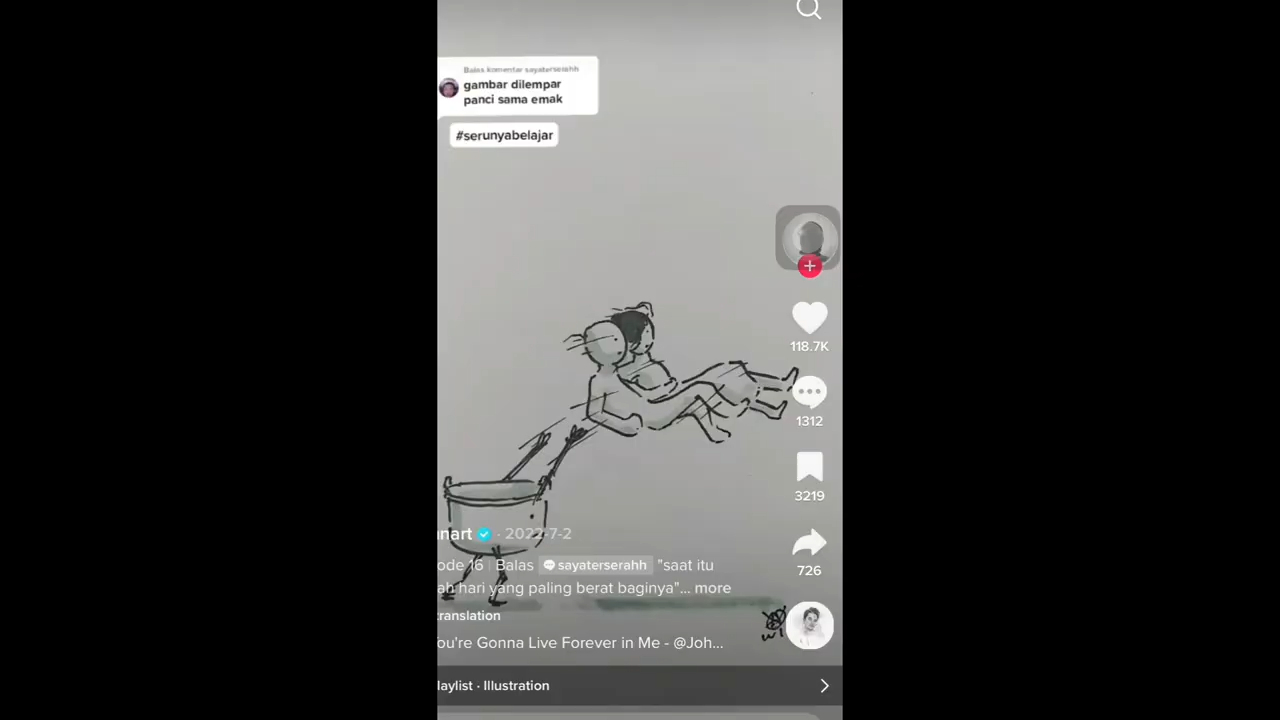 Balas komentar sayaterserahh
gambar dilempar
panci sama emak
#serunyabelajar
118.7K
1312
3219
726
nart · 2022-7-2
ode 16 | Balas sayaterserahh "saat itu
ah hari yang paling berat baginya"... more
translation
ou're Gonna Live Forever in Me - @Joh...
laylist · Illustration